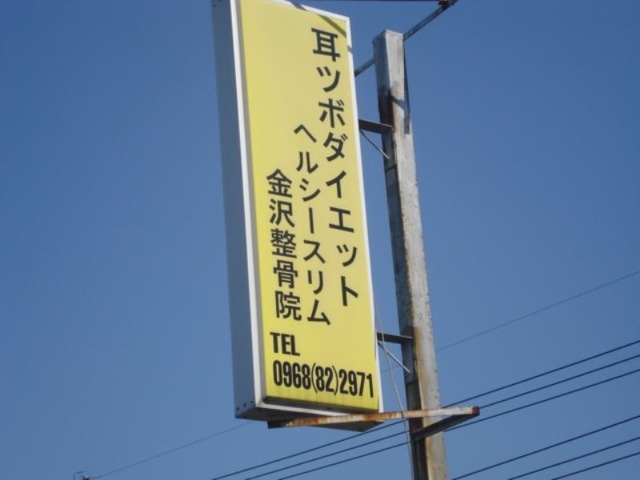 耳ツボダイエット
ヘルシースリム
金沢整骨院
TEL
0968(82)2971